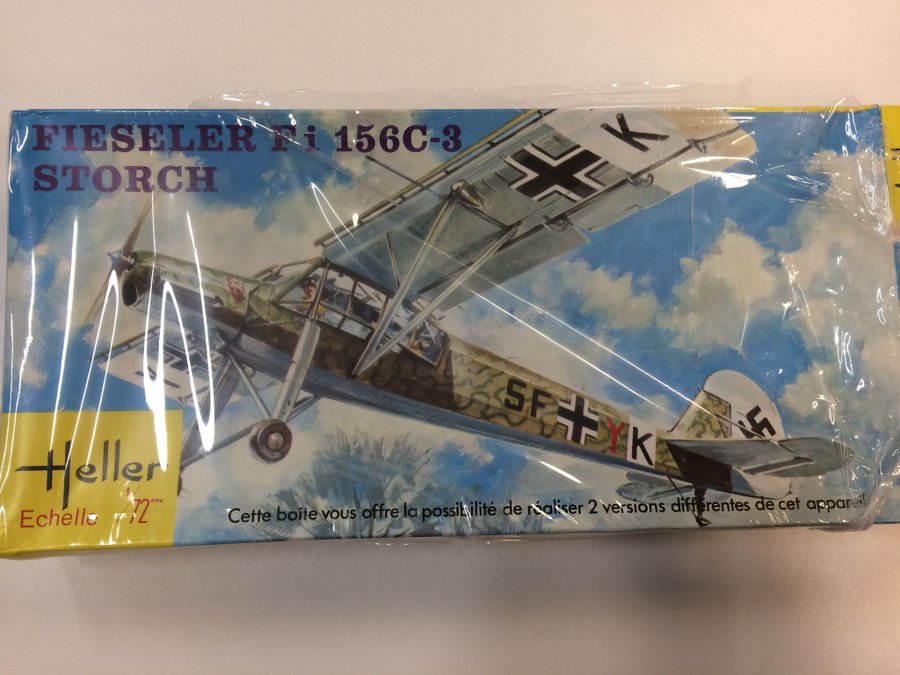 FIESELER Fi 156C-3
STORCH
K
5F YK
Heller
Echelle 1/72ème
Cette boîte vous offre la possibilité de réaliser 2 versions différentes de cet appareil